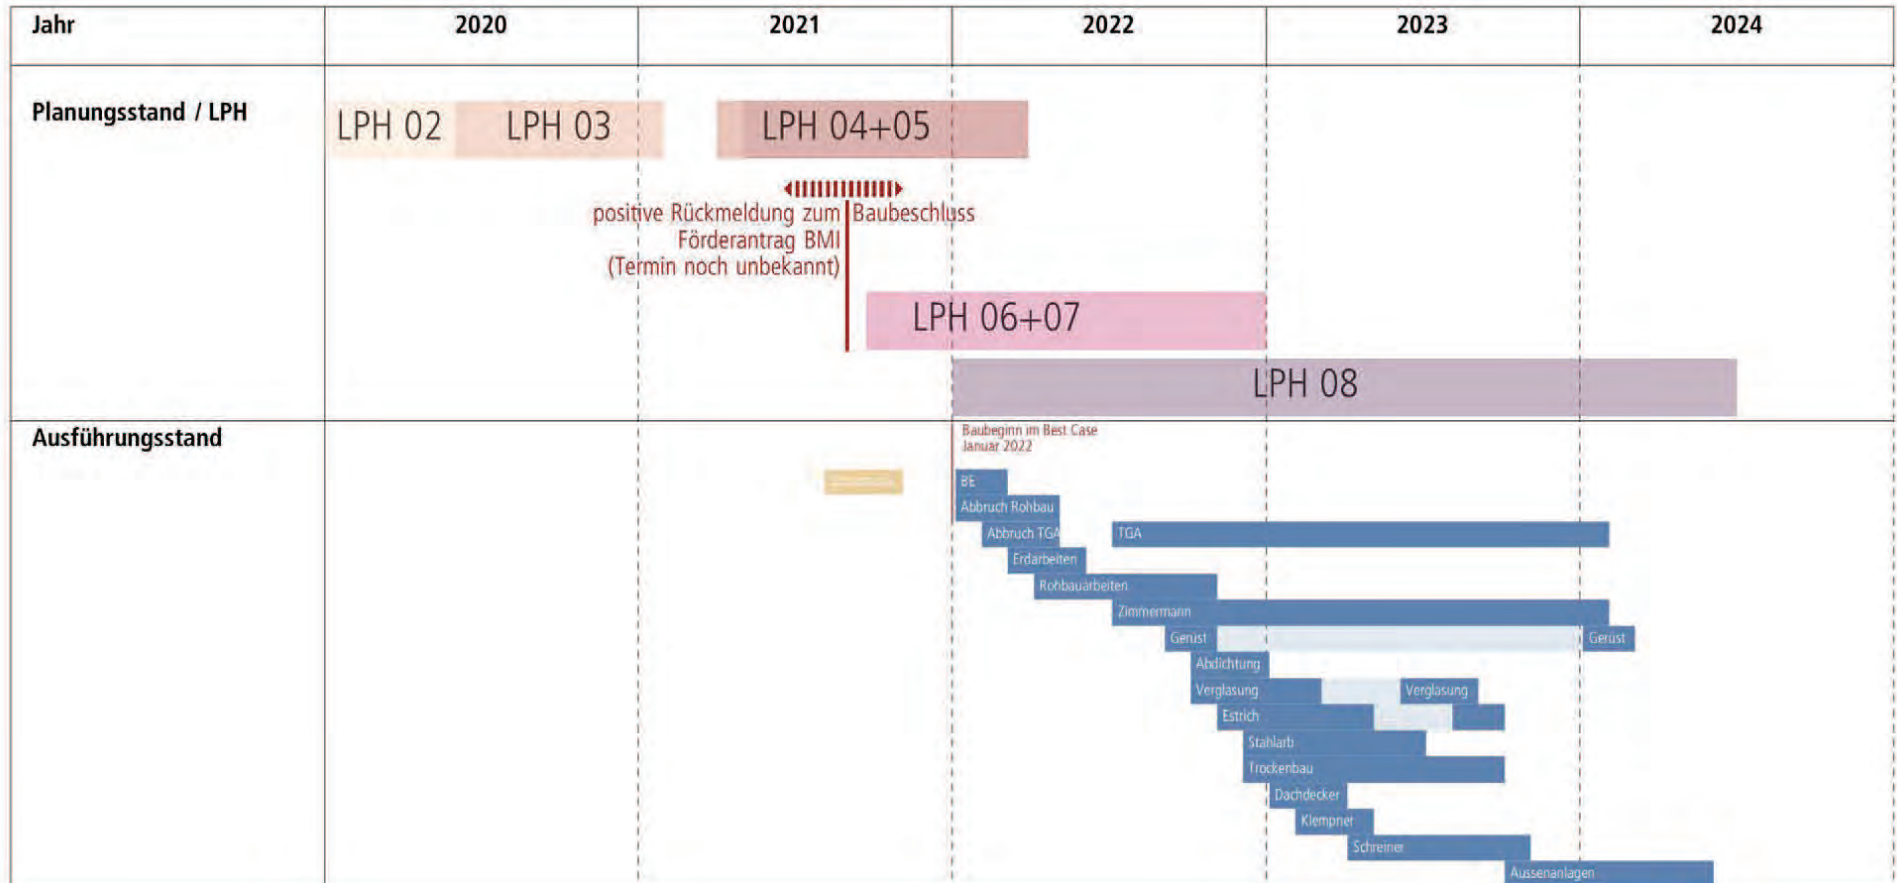 Jahr 2020 2021 2022 2023 2024
Planungsstand / LPH
LPH 02 LPH 03 LPH 04+05
positive Rückmeldung zum Baubeschluss
Förderantrag BMI
(Termin noch unbekannt)
LPH 06+07
LPH 08
Ausführungsstand
Baubeginn im Best Case
Januar 2022
BE
Abbruch Rohbau
Abbruch TGA TGA
Erdarbeiten
Rohbauarbeiten
Zimmermann
Gerüst Gerüst
Abdichtung
Verglasung Verglasung
Estrich
Stahlarb
Trockenbau
Dachdecker
Klempner
Schreiner
Aussenanlagen